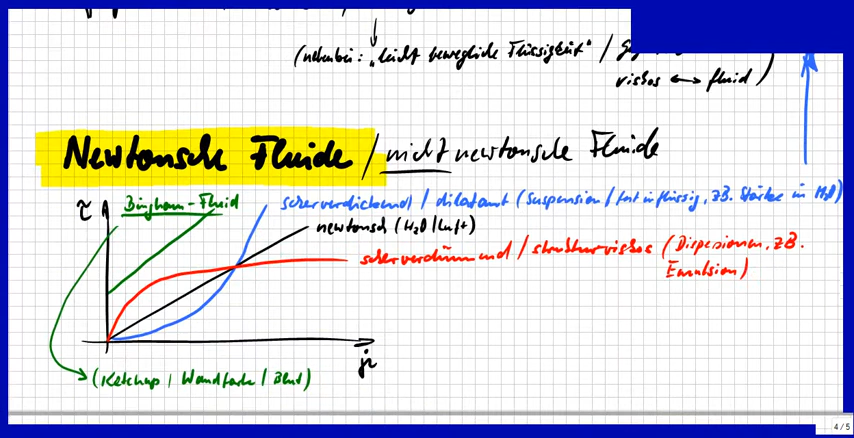 (nebenbei: "leicht bewegliche Flüssigkeit" /
viskos ↔ fluid )
Newtonsche Fluide / nicht newtonsche Fluide
τ
Bingham-Fluid
scherverdickend / dilatant (Suspension / fest in flüssig, z.B. Stärke in H₂O)
newtonsch (H₂O / Luft)
scherverdünnend / strukturviskos (Dispersionen, z.B.
Emulsion)
(Ketchup / Wandfarbe / Blut)
4 / 5